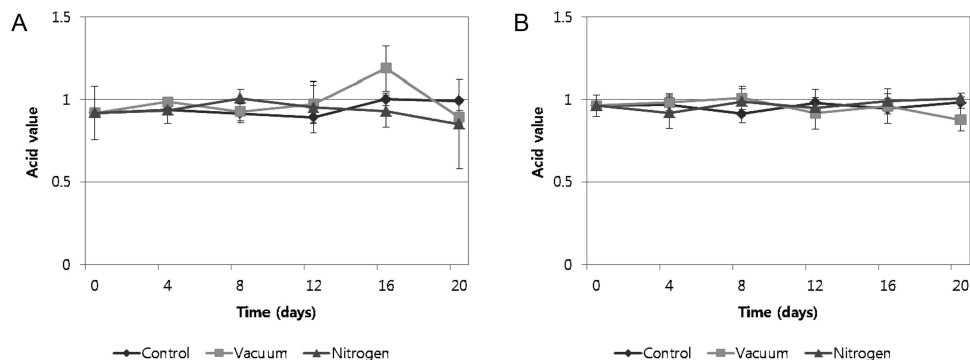 A
1.5
1
0.5
0
Acid value
0 4 8 12 16 20
Time (days)
Control Vacuum Nitrogen
B
1.5
1
0.5
0
Acid value
0 4 8 12 16 20
Time (days)
Control Vacuum Nitrogen